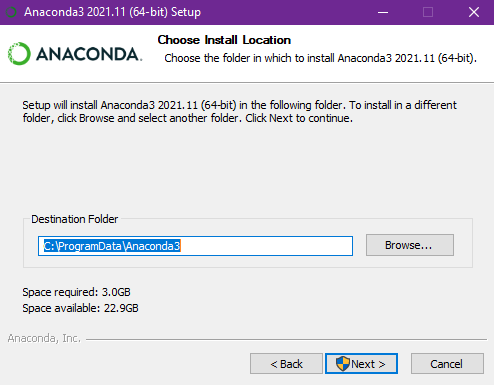 Anaconda3 2021.11 (64-bit) Setup
ANACONDA.
Choose Install Location
Choose the folder in which to install Anaconda3 2021.11 (64-bit).
Setup will install Anaconda3 2021.11 (64-bit) in the following folder. To install in a different
folder, click Browse and select another folder. Click Next to continue.
Destination Folder
C:\ProgramData\Anaconda3
Browse...
Space required: 3.0GB
Space available: 22.9GB
Anaconda, Inc.
< Back
Next >
Cancel